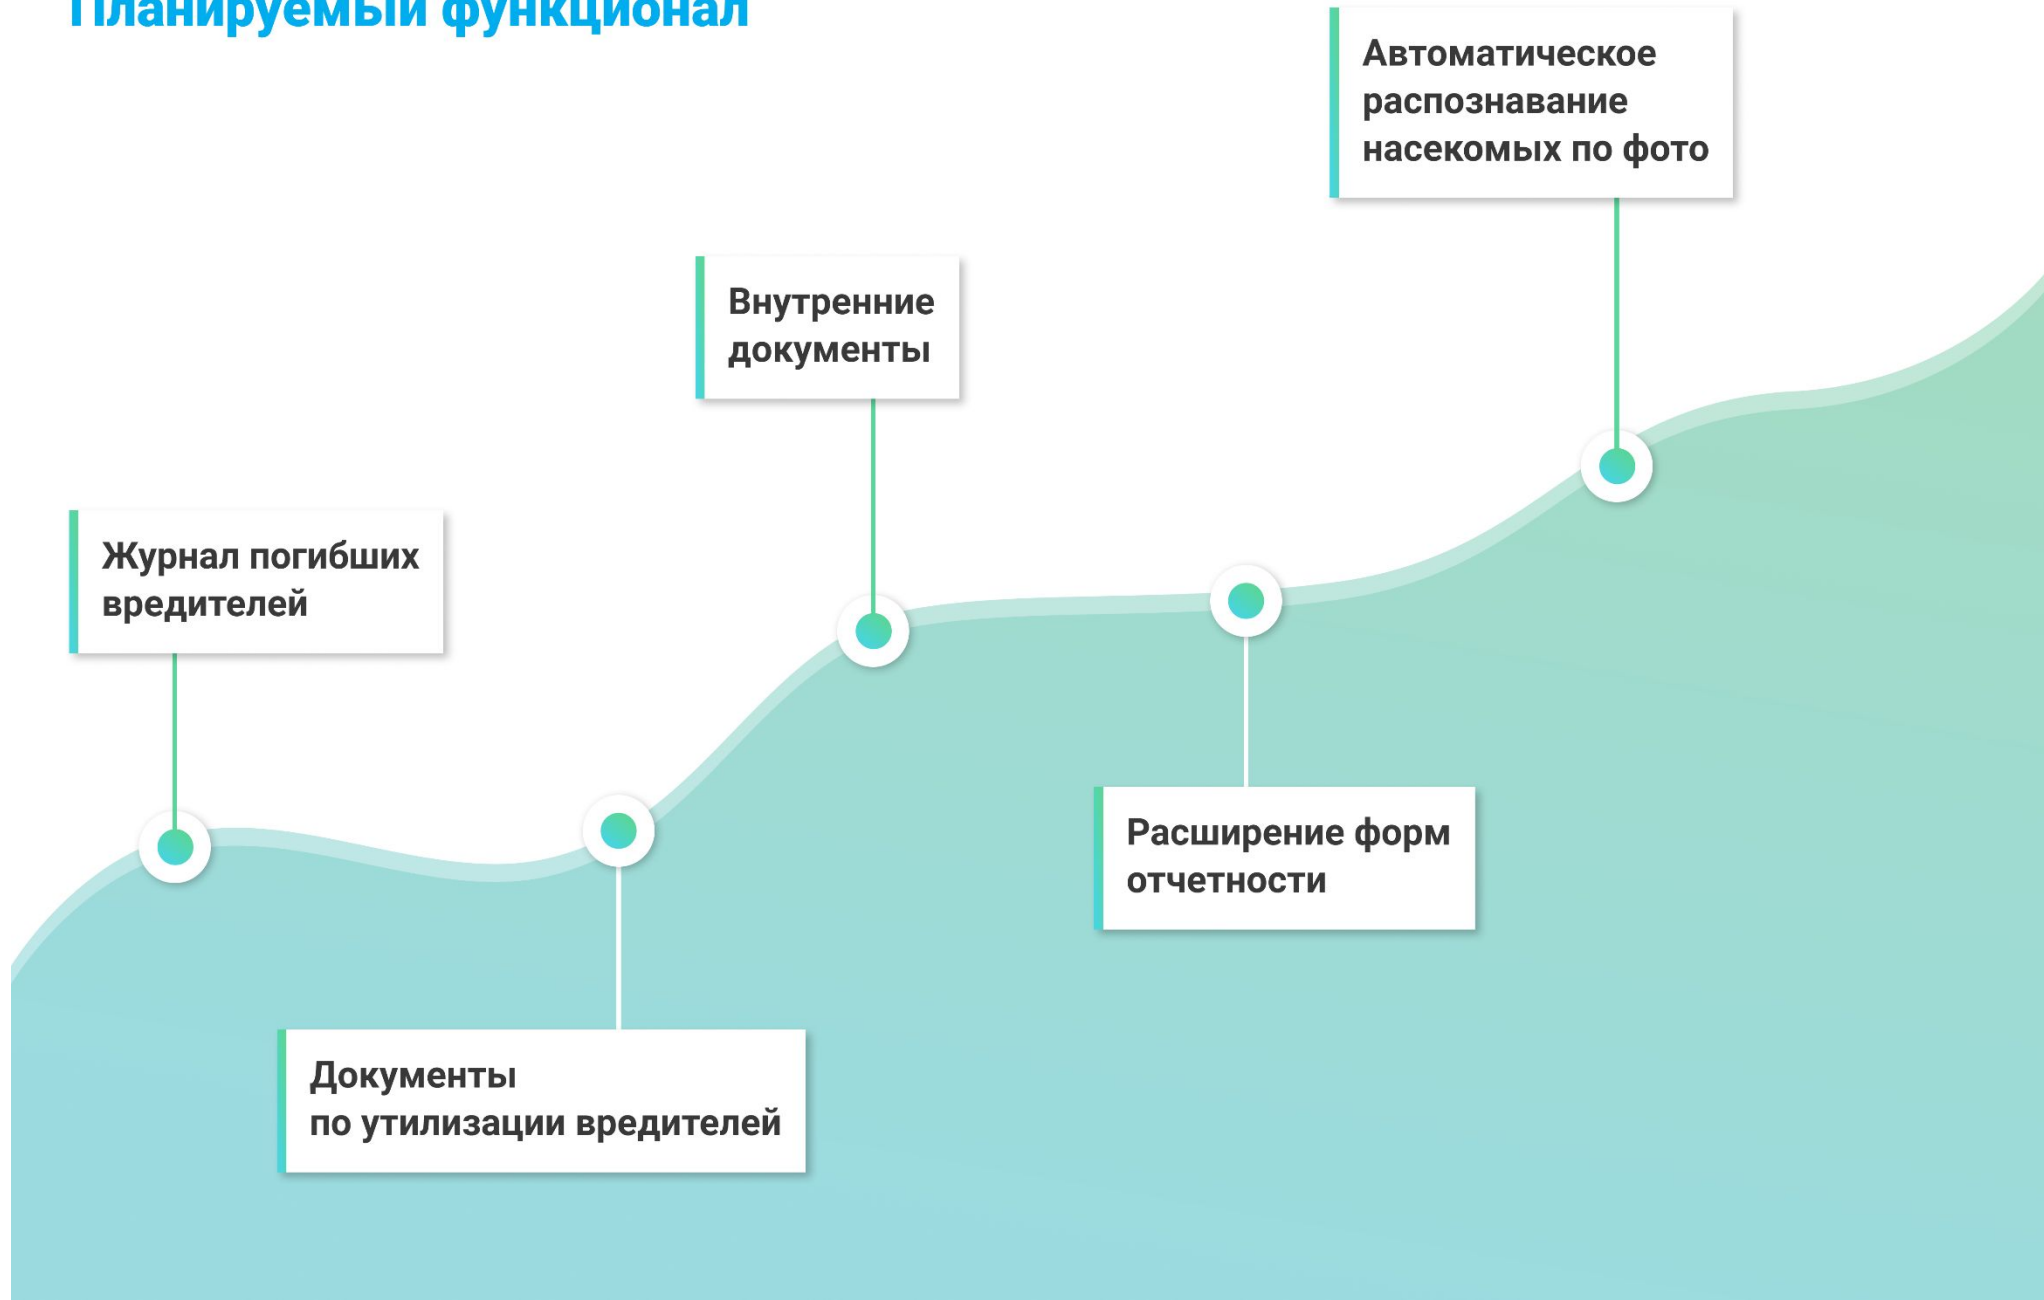 Планируемый функционал
Автоматическое
распознавание
насекомых по фото
Внутренние
документы
Журнал погибших
вредителей
Расширение форм
отчетности
Документы
по утилизации вредителей